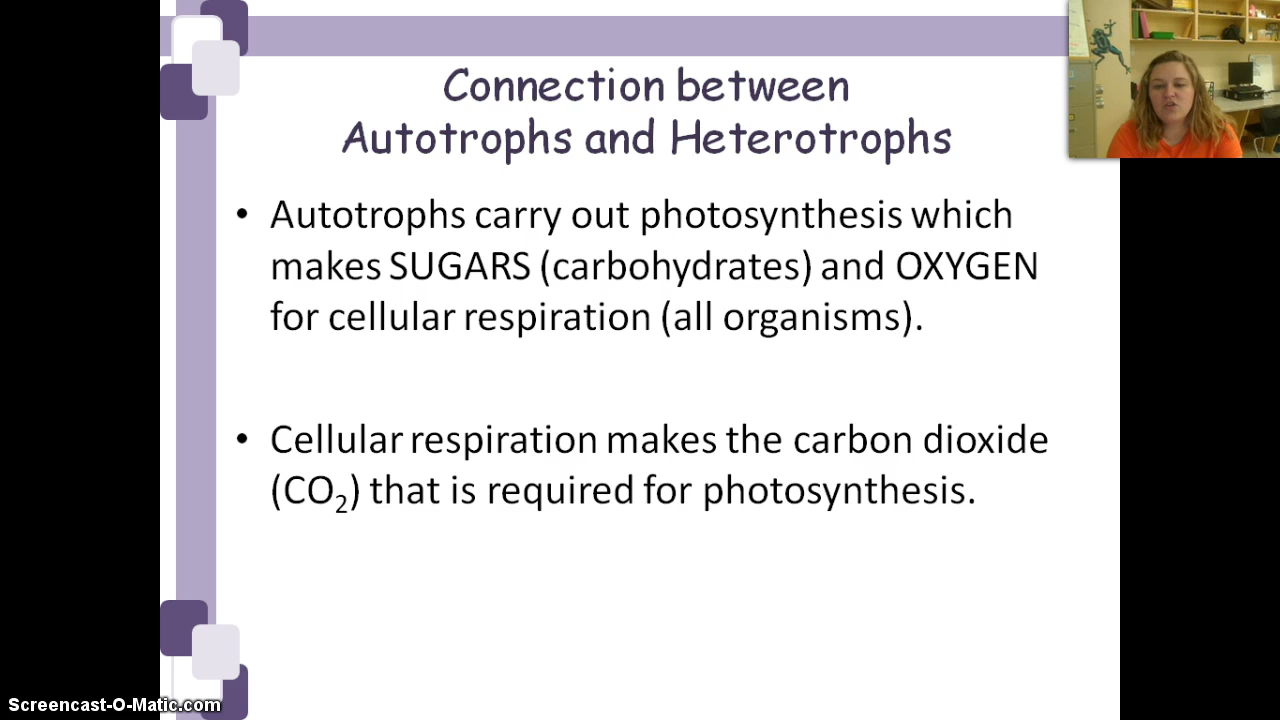 Connection between
Autotrophs and Heterotrophs
• Autotrophs carry out photosynthesis which
makes SUGARS (carbohydrates) and OXYGEN
for cellular respiration (all organisms).
• Cellular respiration makes the carbon dioxide
(CO₂) that is required for photosynthesis.
Screencast-O-Matic.com